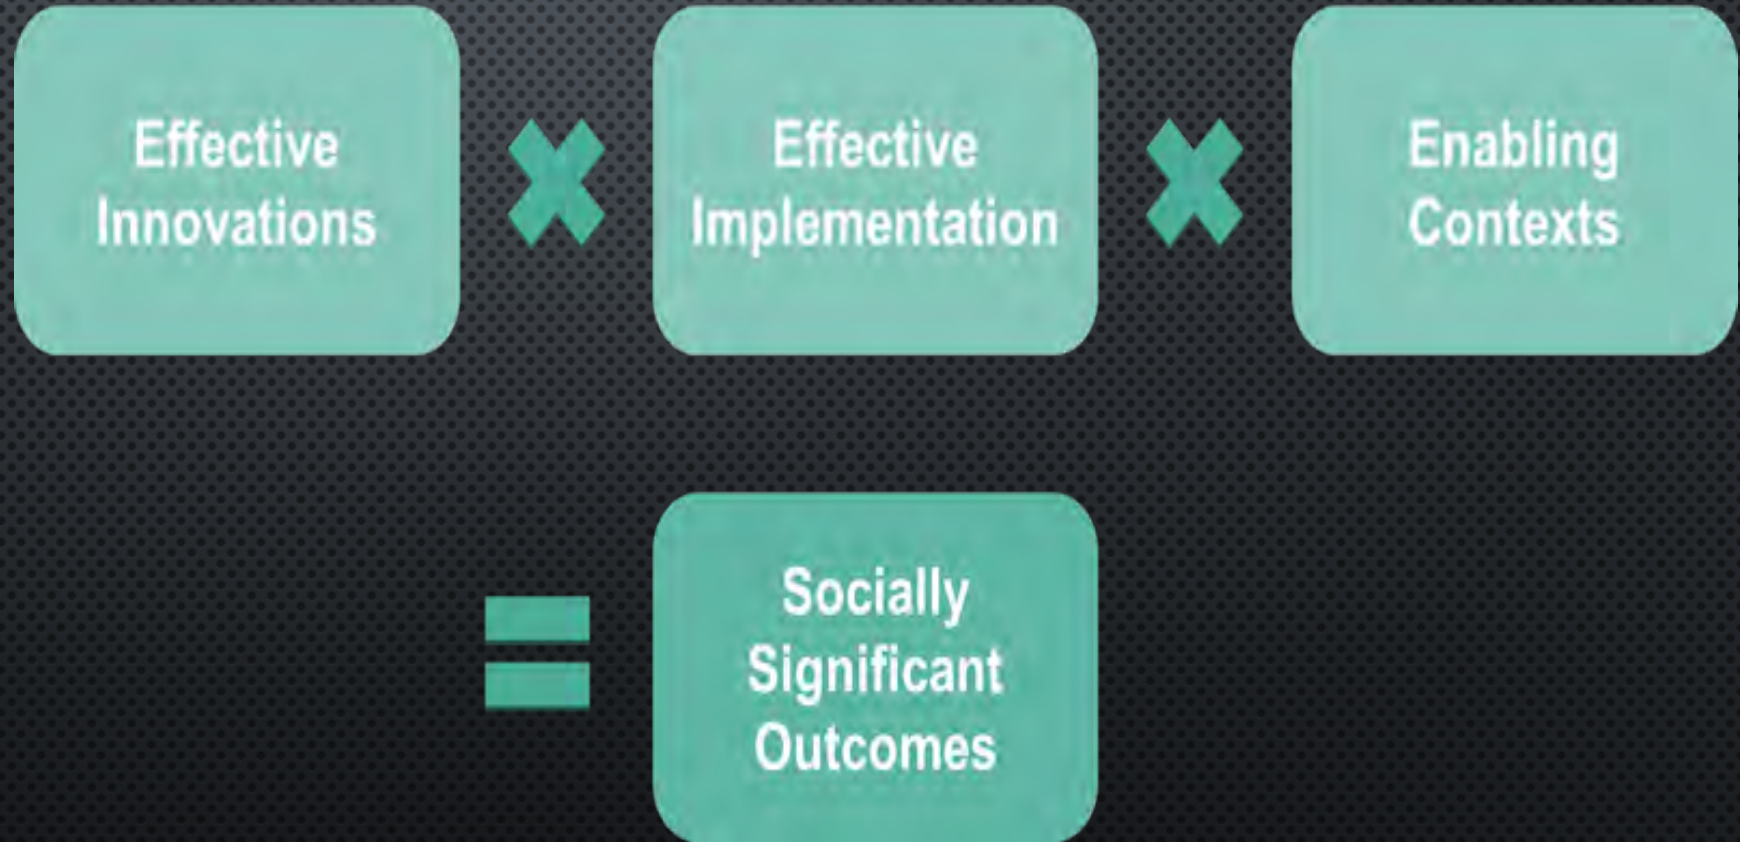 Effective
Innovations
Effective
Implementation
Enabling
Contexts
Socially
Significant
Outcomes